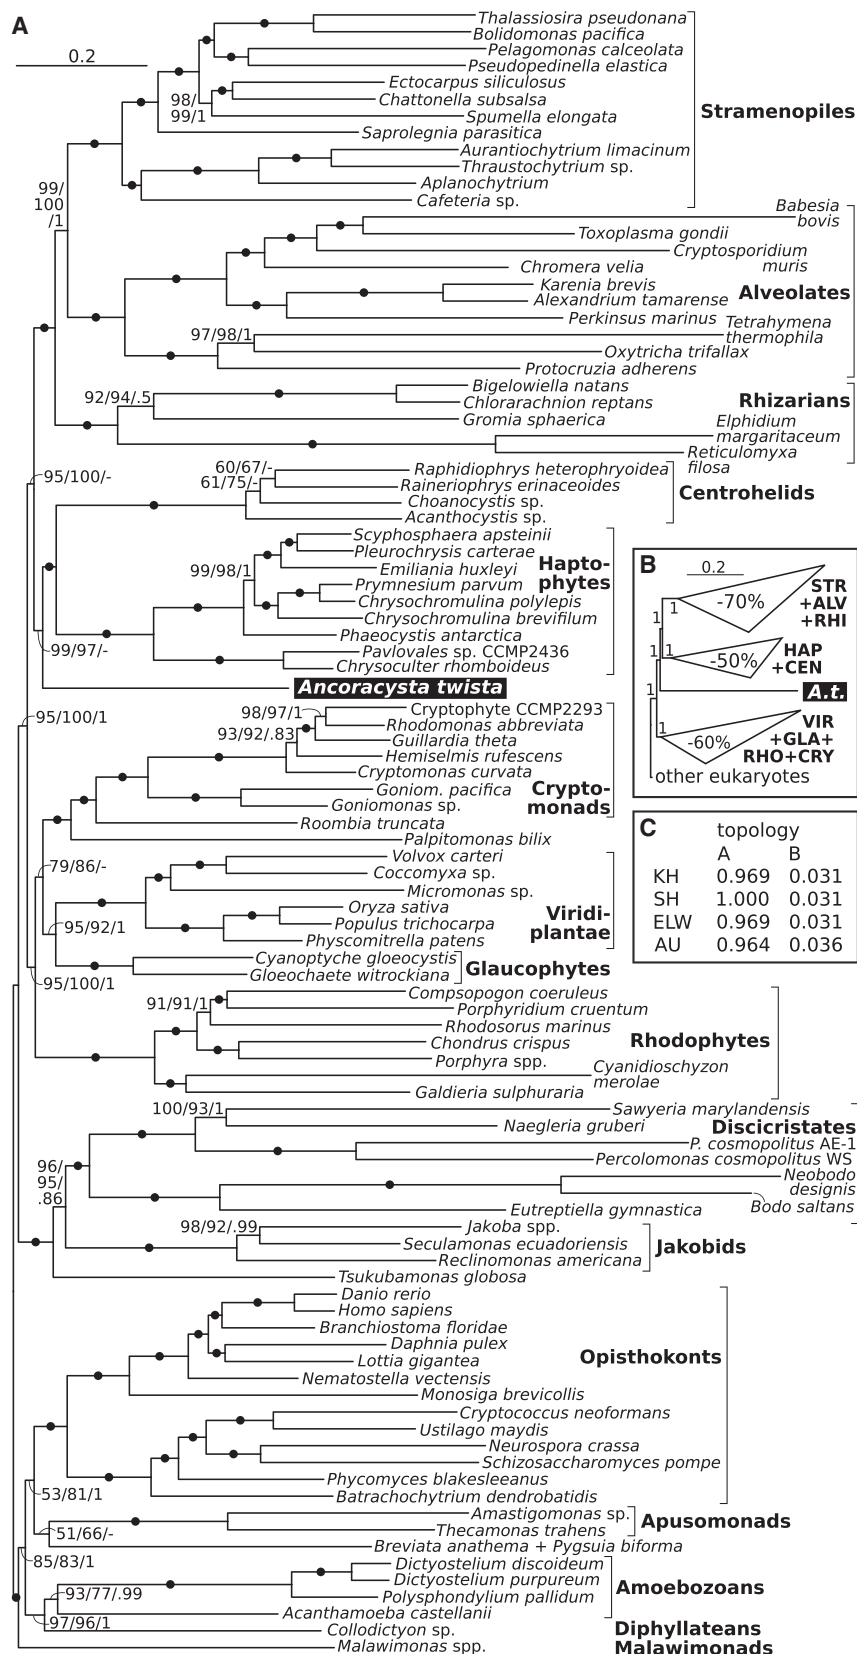 A
0.2
Thalassiosira pseudonana
Bolidomonas pacifica
Pelagomonas calceolata
Pseudopedinella elastica
Ectocarpus siliculosus
98/
99/1
Chattonella subsalsa
Spumella elongata
Stramenopiles
Saprolegnia parasitica
Aurantiochytrium limacinum
Thraustochytrium sp.
Aplanochytrium
Cafeteria sp.
99/
100
/1
Babesia
bovis
Toxoplasma gondii
Cryptosporidium
muris
Chromera velia
Karenia brevis
Alexandrium tamarense
Alveolates
Perkinsus marinus
Tetrahymena
thermophila
97/98/1
Oxytricha trifallax
Protocruzia adherens
Bigelowiella natans
92/94/.5
Chlorarachnion reptans
Rhizarians
Gromia sphaerica
Elphidium
margaritaceum
Reticulomyxa
filosa
60/67/-
Raphidiophrys heterophryoidea
95/100/-
61/75/-
Raineriophrys erinaceoides
Centrohelids
Choanocystis sp.
Acanthocystis sp.
Scyphosphaera apsteinii
Pleurochrysis carterae
Emiliania huxleyi
Hapto-
phytes
99/98/1
Prymnesium parvum
Chrysochromulina polylepis
Chrysochromulina brevifilum
Phaeocystis antarctica
99/97/-
Pavlovales sp. CCMP2436
Chrysoculter rhomboideus
Ancoracysta twista
95/100/1
98/97/1
Cryptophyte CCMP2293
93/92/.83
Rhodomonas abbreviata
Guillardia theta
Hemiselmis rufescens
Cryptomonas curvata
Crypto-
monads
Goniom. pacifica
Goniomonas sp.
Roombia truncata
Palpitomonas bilix
79/86/-
Volvox carteri
Coccomyxa sp.
Micromonas sp.
Oryza sativa
Viridi-
plantae
95/92/1
Populus trichocarpa
Physcomitrella patens
Cyanoptyche gloeocystis
Glaucophytes
Gloeochaete witrockiana
95/100/1
91/91/1
Compsopogon coeruleus
Porphyridium cruentum
Rhodosorus marinus
Rhodophytes
Chondrus crispus
Porphyra spp.
Cyanidioschyzon
merolae
Galdieria sulphuraria
100/93/1
Sawyeria marylandensis
Naegleria gruberi
Discicristates
P. cosmopolitus AE-1
Percolomonas cosmopolitus WS
96/
95/
.86
Neobodo
designis
Bodo saltans
Eutreptiella gymnastica
98/92/.99
Jakoba spp.
Seculamonas ecuadoriensis
Jakobids
Reclinomonas americana
Tsukubamonas globosa
Danio rerio
Homo sapiens
Branchiostoma floridae
Daphnia pulex
Opisthokonts
Lottia gigantea
Nematostella vectensis
Monosiga brevicollis
Cryptococcus neoformans
Ustilago maydis
Neurospora crassa
Schizosaccharomyces pompe
Phycomyces blakesleeanus
53/81/1
Batrachochytrium dendrobatidis
Amastigomonas sp.
Apusomonads
51/66/-
Thecamonas trahens
Breviata anathema + Pygsuia biforma
85/83/1
Dictyostelium discoideum
Dictyostelium purpureum
Amoebozoans
93/77/.99
Polysphondylium pallidum
Acanthamoeba castellanii
97/96/1
Collodictyon sp.
Diphyllateans
Malawimonas spp.
Malawimonads
B
0.2
STR
+ALV
+RHI
-70%
1
1
HAP
+CEN
-50%
1
1
A.t.
1
VIR
+GLA+
RHO+CRY
-60%
1
other eukaryotes
C
topology
A B
KH 0.969 0.031
SH 1.000 0.031
ELW 0.969 0.031
AU 0.964 0.036